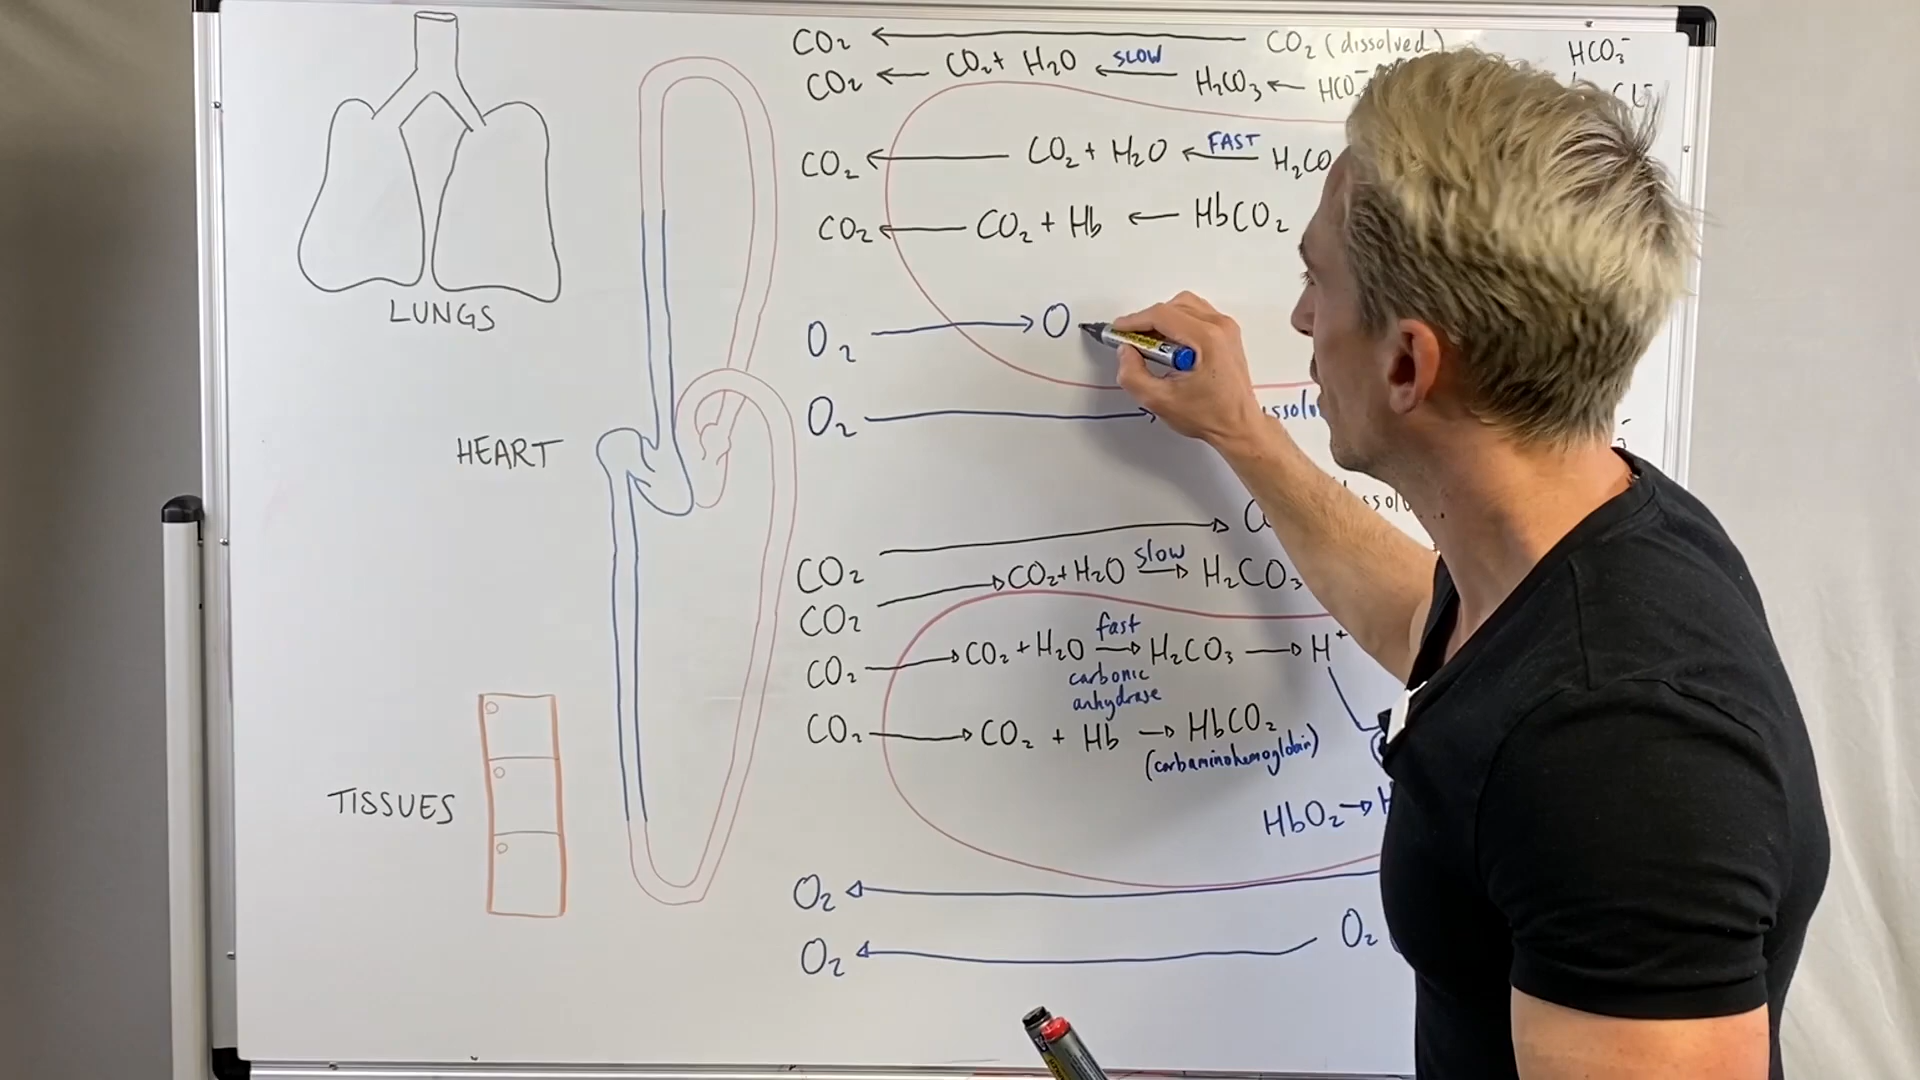 CO₂ ← CO₂ (dissolved)
CO₂ ← CO₂ + H₂O ← SLOW H₂CO₃ ← HCO₃⁻
HCO₃⁻
Cl⁻
CO₂ ← CO₂ + H₂O ← FAST H₂CO
CO₂ ← CO₂ + Hb ← HbCO₂
LUNGS
O₂ → O
O₂ →
HEART
CO₂ →
CO₂ → CO₂ + H₂O slow → H₂CO₃
CO₂ → CO₂ + H₂O fast → H₂CO₃ → H⁺
carbonic
anhydrase
CO₂ → CO₂ + Hb → HbCO₂
(carbaminohemoglobin)
TISSUES
HbO₂ →
O₂ ←
O₂ ← O₂